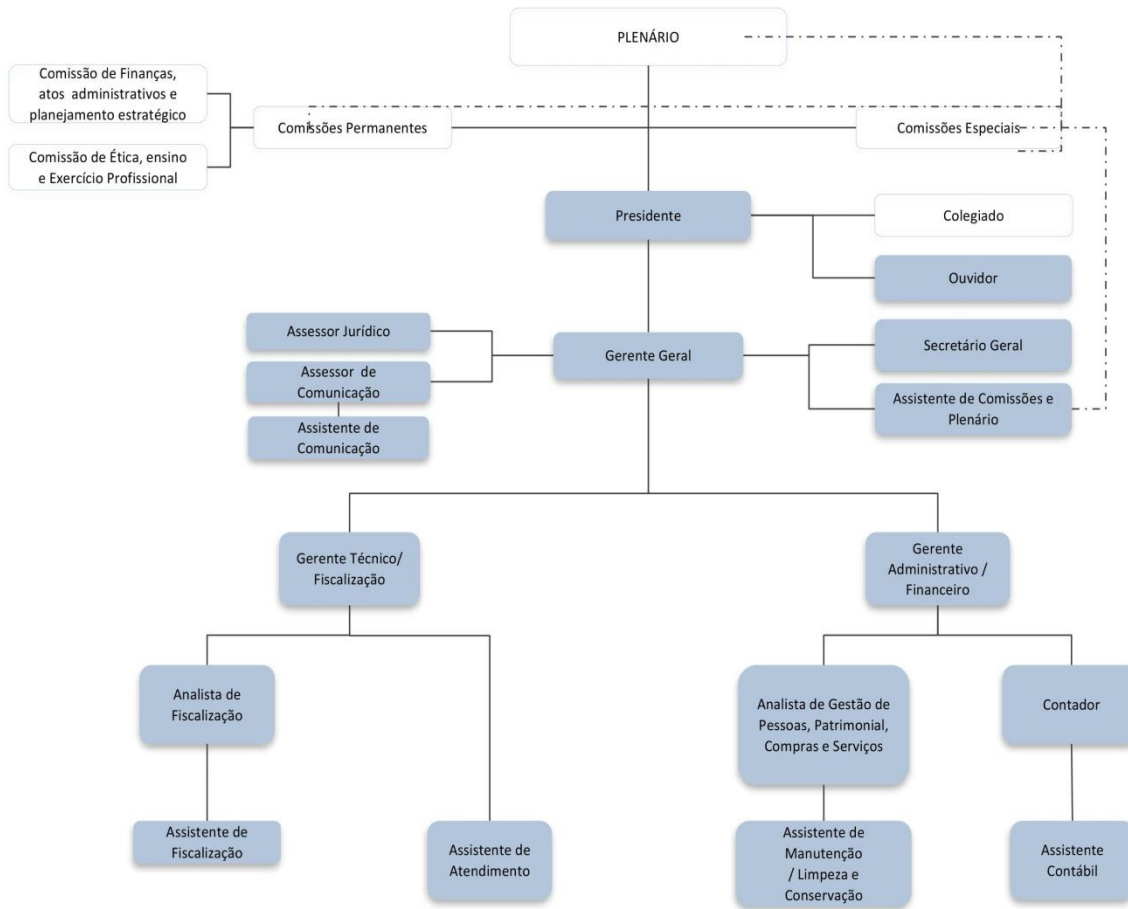 PLENÁRIO
Comissão de Finanças,
atos administrativos e
planejamento estratégico
Comissões Permanentes
Comissões Especiais
Comissão de Ética, ensino
e Exercício Profissional
Presidente
Colegiado
Ouvidor
Assessor Jurídico
Gerente Geral
Secretário Geral
Assessor de
Comunicação
Assistente de Comissões e
Plenário
Assistente de
Comunicação
Gerente Técnico/
Fiscalização
Gerente
Administrativo /
Financeiro
Analista de
Fiscalização
Analista de Gestão de
Pessoas, Patrimonial,
Compras e Serviços
Contador
Assistente de
Fiscalização
Assistente de
Atendimento
Assistente de
Manutenção
/ Limpeza e
Conservação
Assistente
Contábil